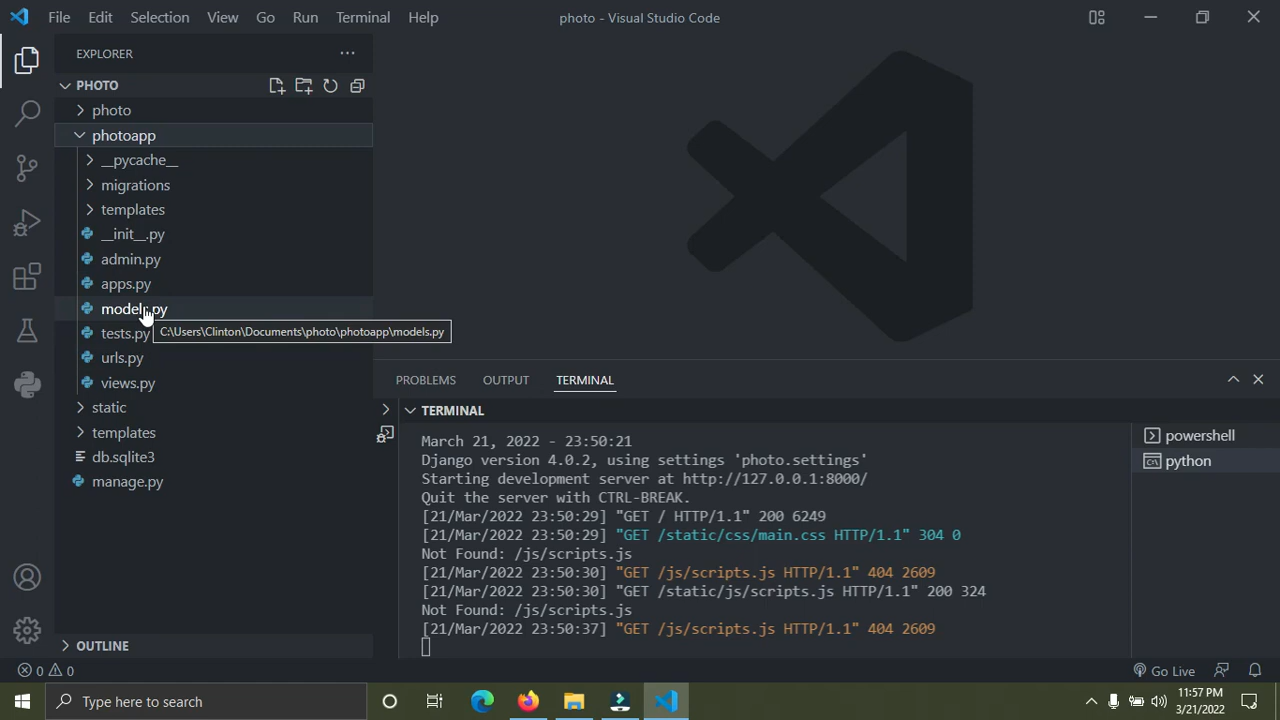 File Edit Selection View Go Run Terminal Help
photo - Visual Studio Code
EXPLORER
PHOTO
photo
photoapp
__pycache__
migrations
templates
__init__.py
admin.py
apps.py
models.py
C:\Users\Clinton\Documents\photo\photoapp\models.py
tests.py
urls.py
views.py
static
templates
db.sqlite3
manage.py
OUTLINE
PROBLEMS OUTPUT TERMINAL
TERMINAL
March 21, 2022 - 23:50:21
Django version 4.0.2, using settings 'photo.settings'
Starting development server at http://127.0.0.1:8000/
Quit the server with CTRL-BREAK.
[21/Mar/2022 23:50:29] "GET / HTTP/1.1" 200 6249
[21/Mar/2022 23:50:29] "GET /static/css/main.css HTTP/1.1" 304 0
Not Found: /js/scripts.js
[21/Mar/2022 23:50:30] "GET /js/scripts.js HTTP/1.1" 404 2609
[21/Mar/2022 23:50:30] "GET /static/js/scripts.js HTTP/1.1" 200 324
Not Found: /js/scripts.js
[21/Mar/2022 23:50:37] "GET /js/scripts.js HTTP/1.1" 404 2609
powershell
python
0 0
Go Live
Type here to search
11:57 PM
3/21/2022